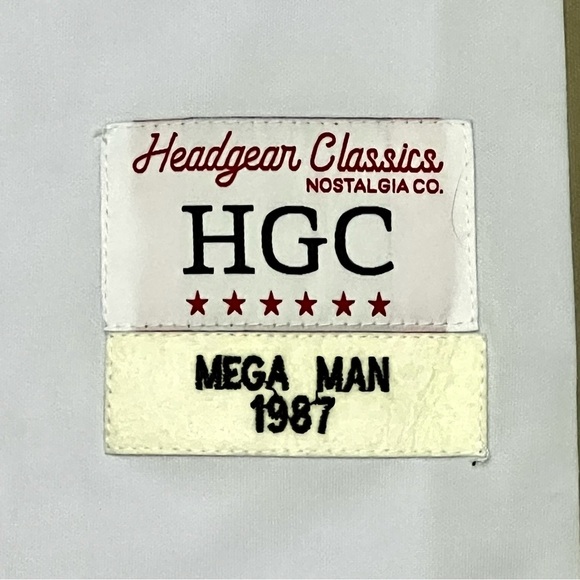 Headgear Classics
NOSTALGIA CO.
HGC
MEGA MAN
1987